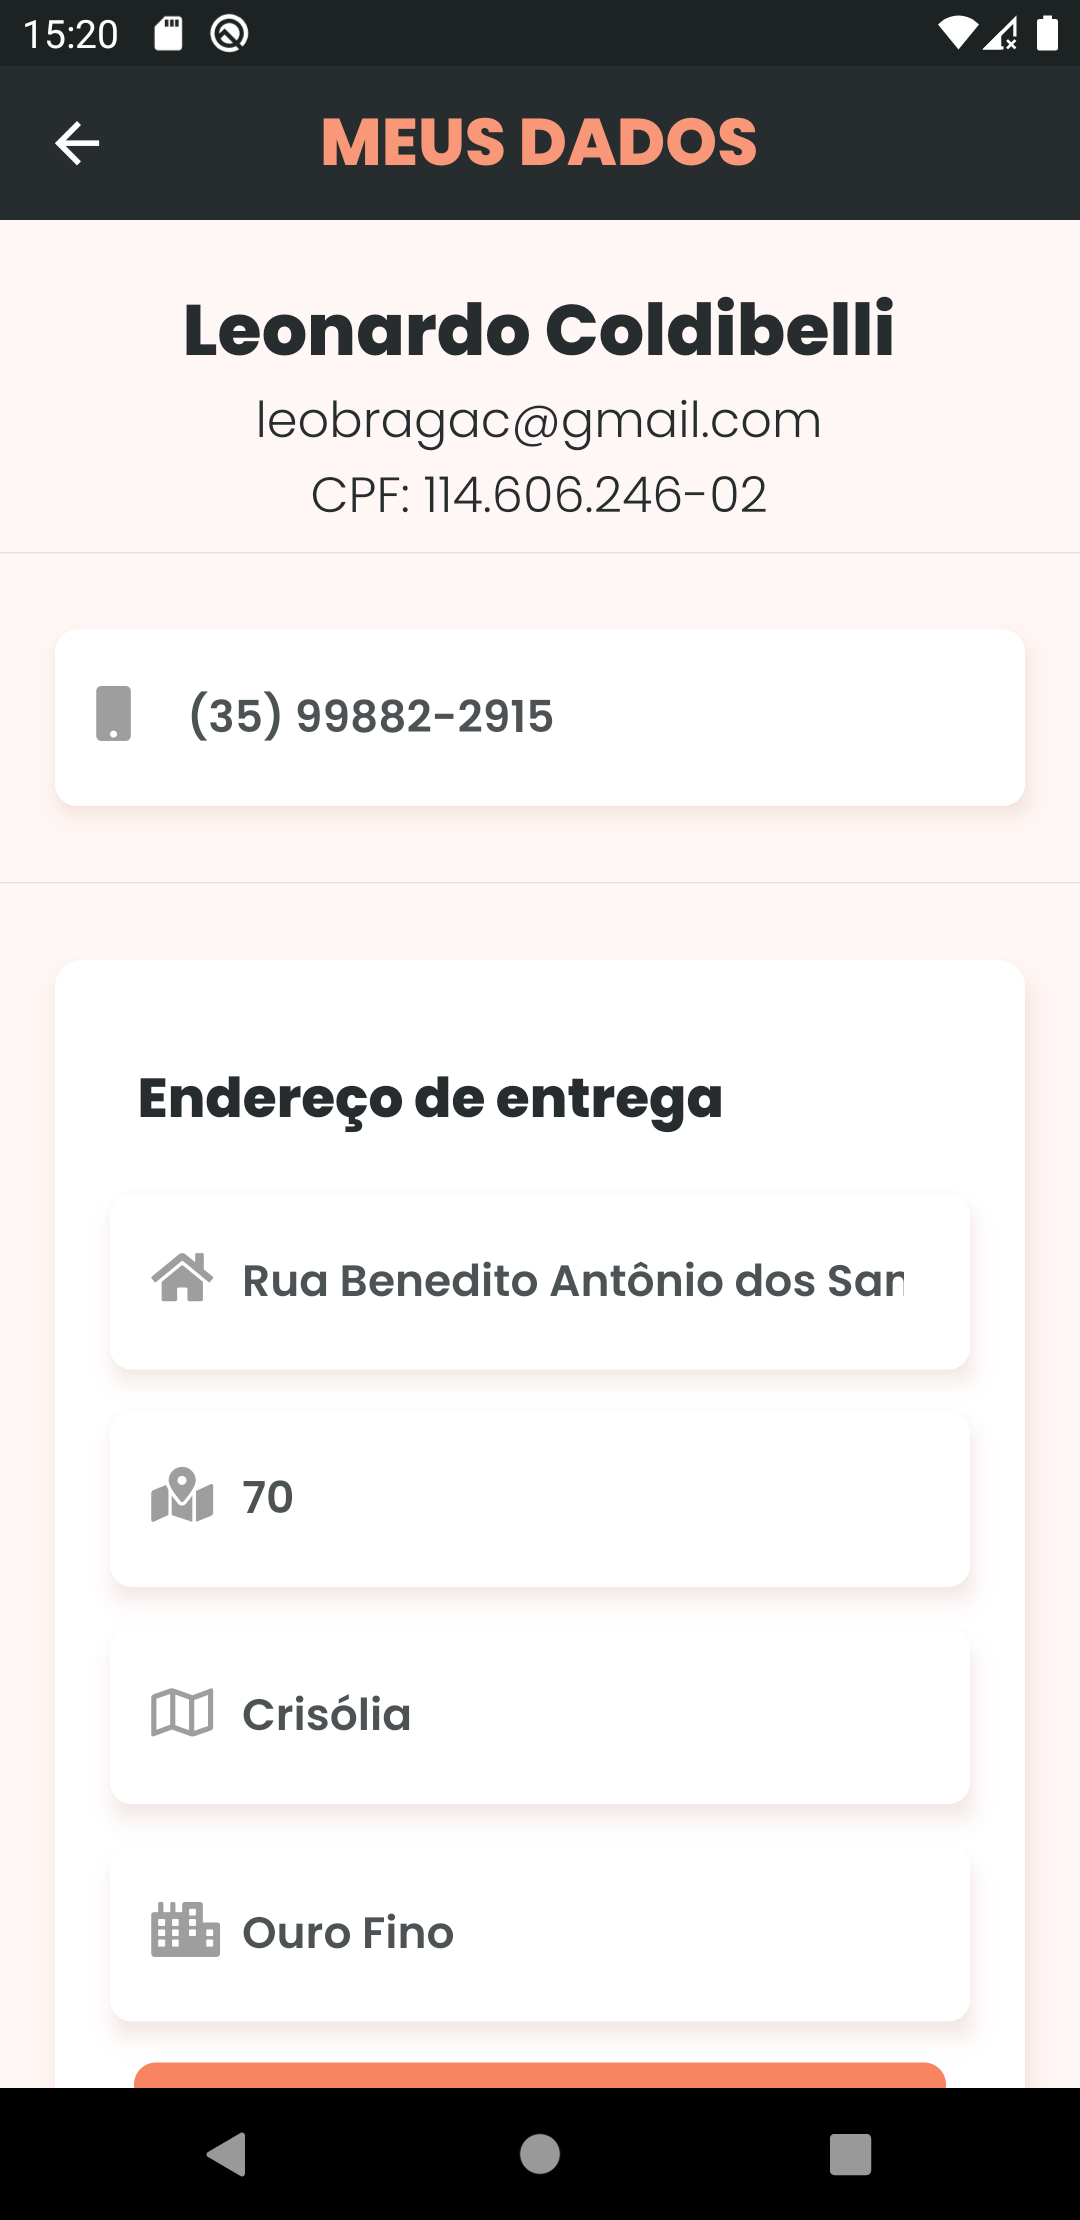 15:20
MEUS DADOS
Leonardo Coldibelli
leobragac@gmail.com
CPF: 114.606.246-02
(35) 99882-2915
Endereço de entrega
Rua Benedito Antônio dos San
70
Crisólia
Ouro Fino